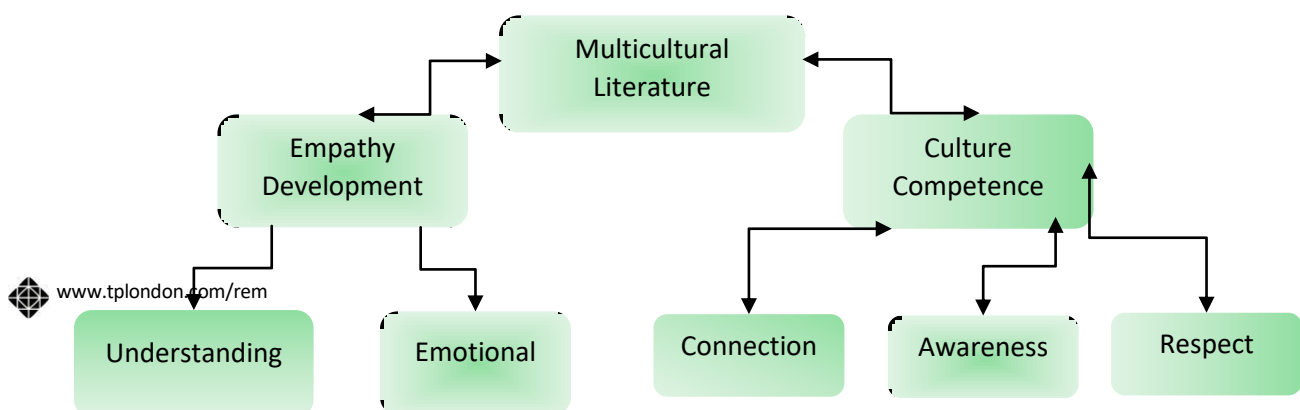 Multicultural
Literature
Empathy
Development
Culture
Competence
www.tplondon.com/rem
Understanding
Emotional
Connection
Awareness
Respect